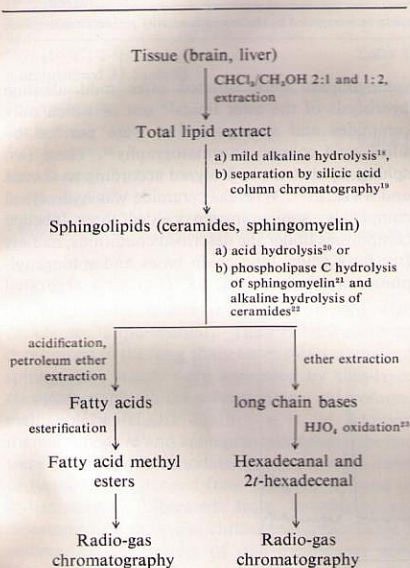 Tissue (brain, liver)
CHCl₃/CH₃OH 2:1 and 1:2,
extraction
Total lipid extract
a) mild alkaline hydrolysis¹⁸,
b) separation by silicic acid
column chromatography¹⁹
Sphingolipids (ceramides, sphingomyelin)
a) acid hydrolysis²⁰ or
b) phospholipase C hydrolysis
of sphingomyelin²¹ and
alkaline hydrolysis of
ceramides²²
acidification,
petroleum ether
extraction
ether extraction
Fatty acids
long chain bases
esterification
HJO₄ oxidation²³
Fatty acid methyl
esters
Hexadecanal and
2t-hexadecenal
Radio-gas
chromatography
Radio-gas
chromatography